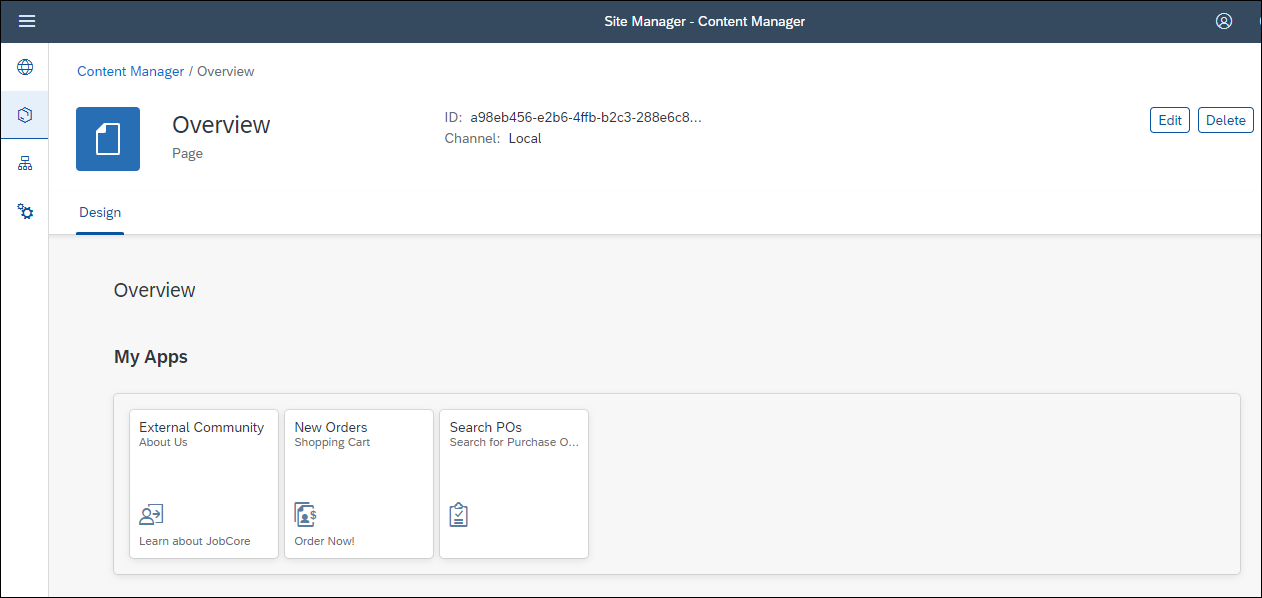 Site Manager - Content Manager
Content Manager / Overview
Overview
Page
ID: a98eb456-e2b6-4ffb-b2c3-288e6c8...
Channel: Local
Edit
Delete
Design
Overview
My Apps
External Community
About Us
Learn about JobCore
New Orders
Shopping Cart
$
Order Now!
Search POs
Search for Purchase O...